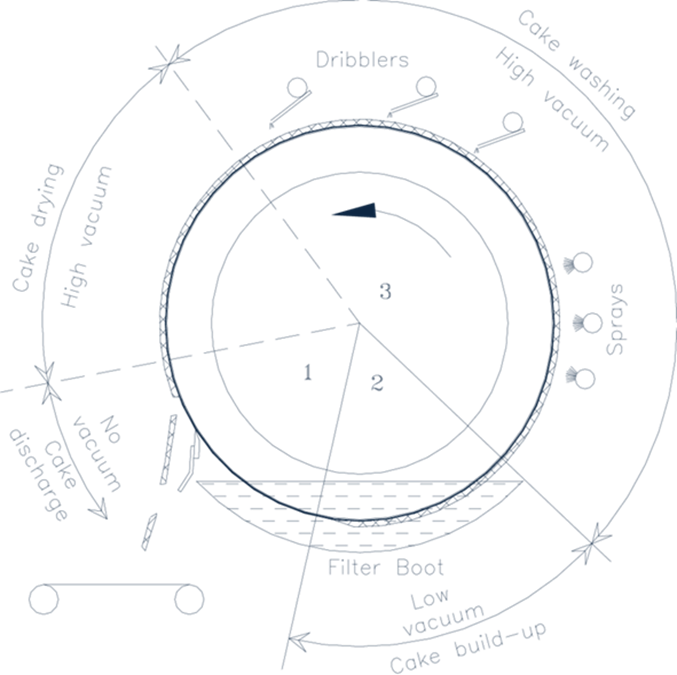 Dribblers
Cake washing
High vacuum
Cake drying
High vacuum
Sprays
3
1
2
No
vacuum
Cake
discharge
Filter Boot
Low
vacuum
Cake build-up